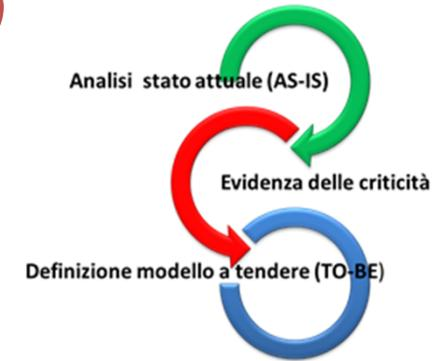 Analisi stato attuale (AS-IS)
Evidenza delle criticità
Definizione modello a tendere (TO-BE)